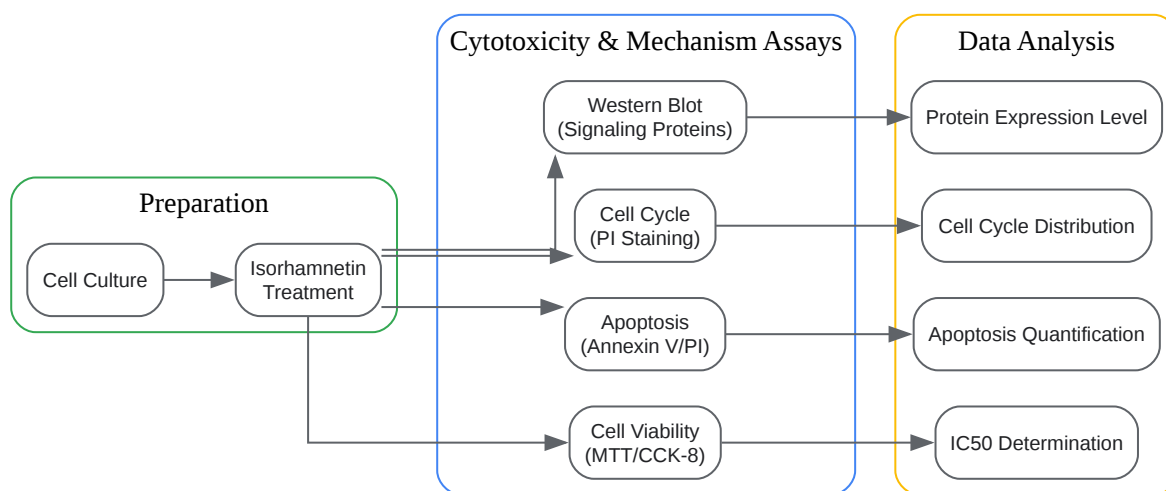 Cytotoxicity & Mechanism Assays
Data Analysis
Western Blot
(Signaling Proteins)
Protein Expression Level
Preparation
Cell Cycle
(PI Staining)
Cell Cycle Distribution
Cell Culture
Isorhamnetin
Treatment
Apoptosis
(Annexin V/PI)
Apoptosis Quantification
Cell Viability
(MTT/CCK-8)
IC50 Determination